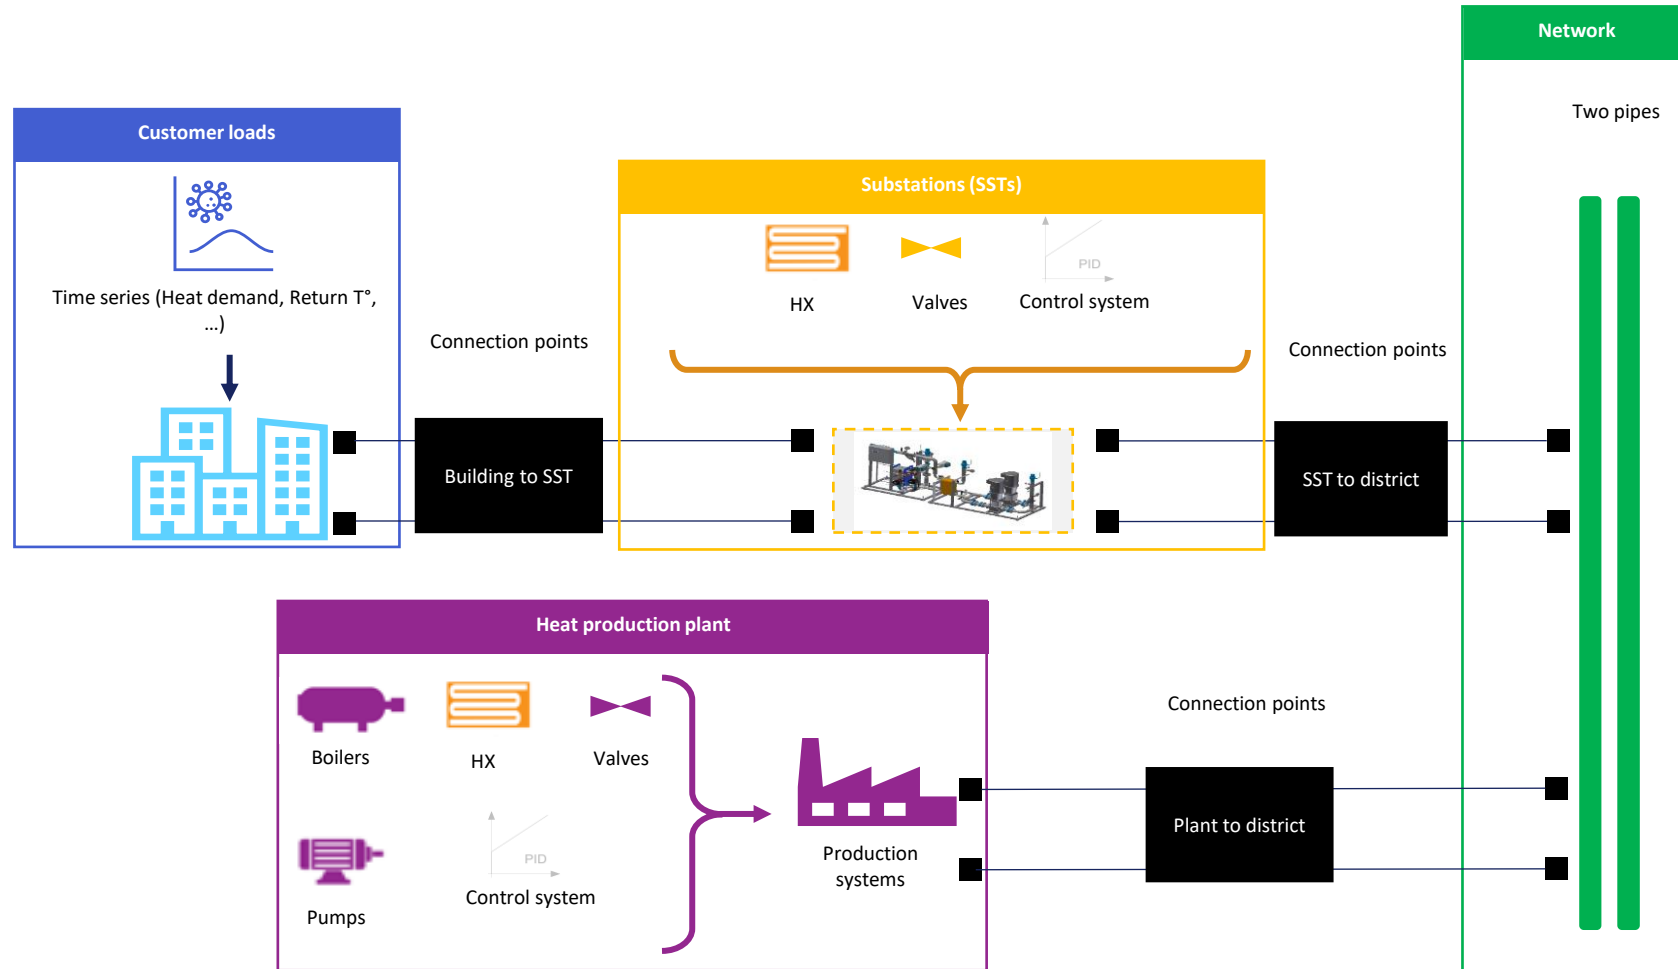 Network
Two pipes
Customer loads
Time series (Heat demand, Return T°,
...)
Connection points
Building to SST
Substations (SSTs)
HX
Valves
PID
Control system
Connection points
SST to district
Heat production plant
Boilers
HX
Valves
Pumps
PID
Control system
Production
systems
Connection points
Plant to district